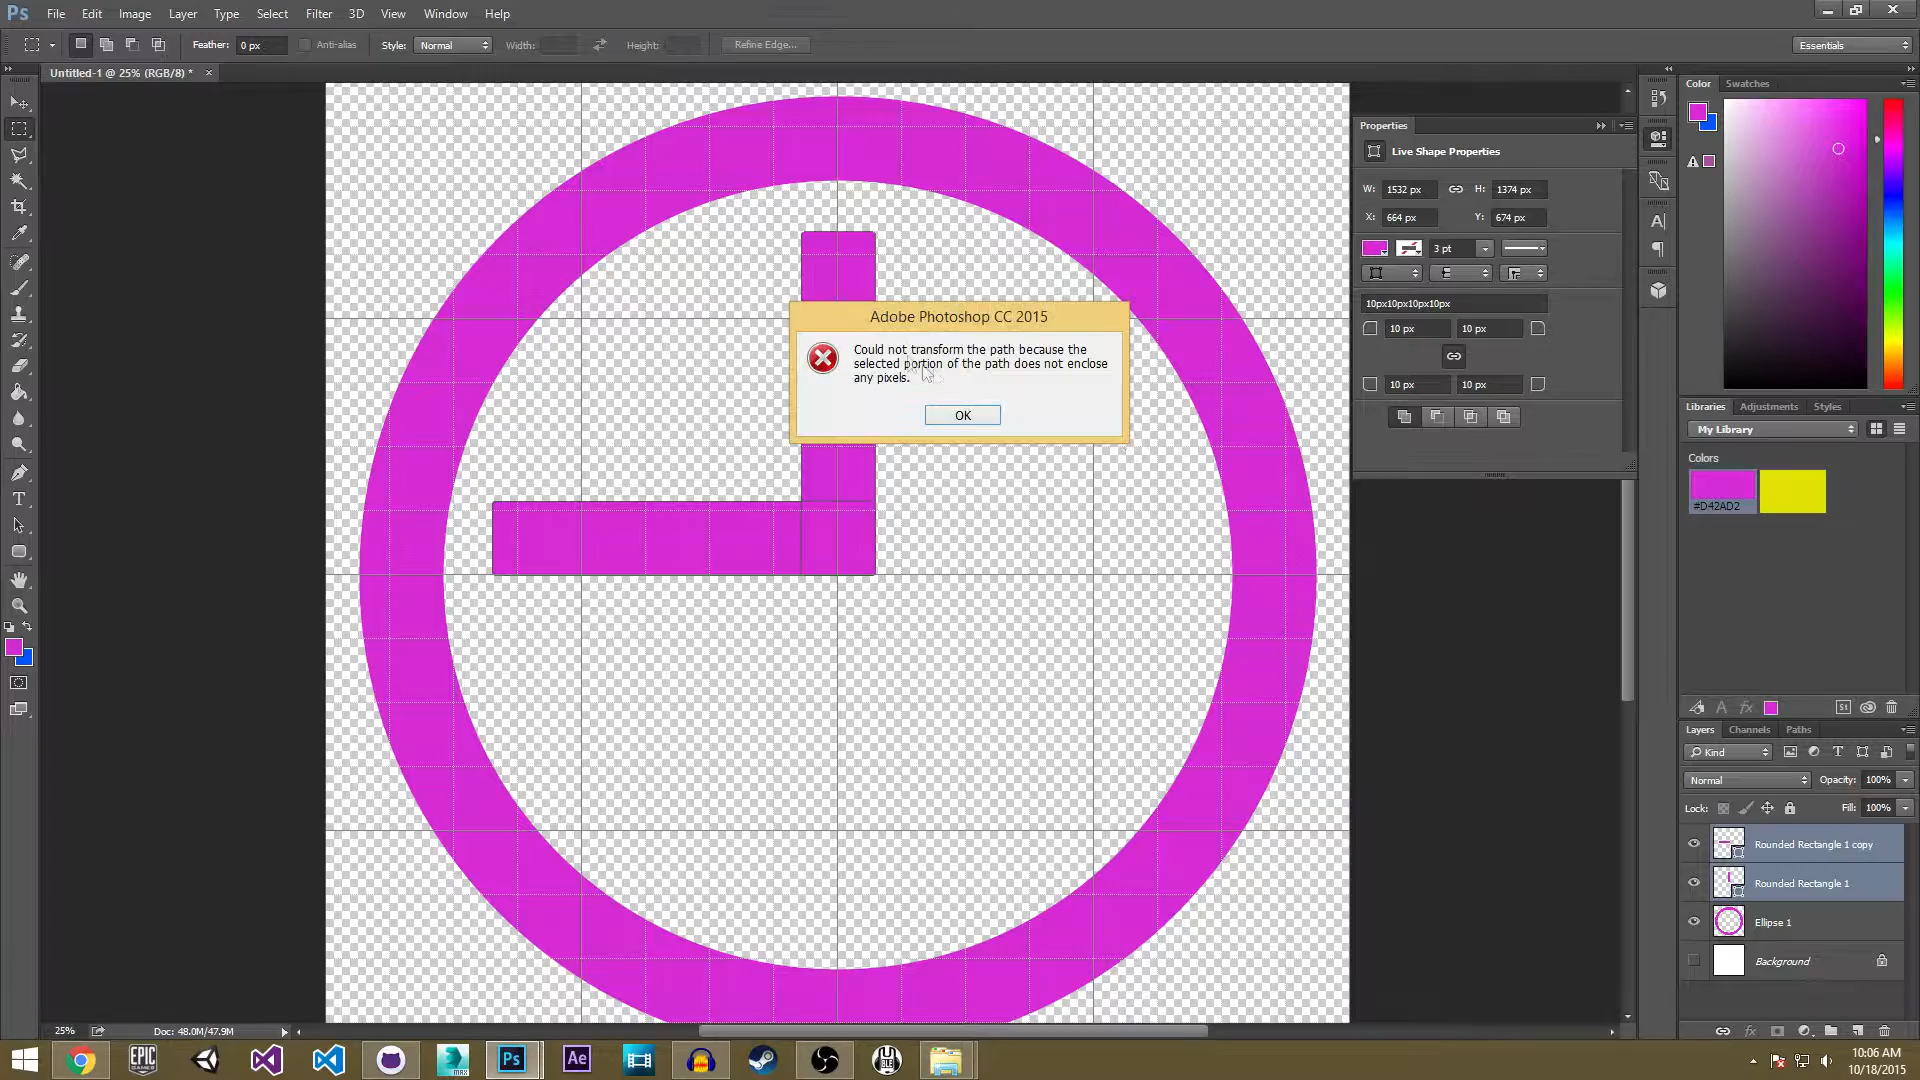 Ps File Edit Image Layer Type Select Filter 3D View Window Help
Feather: 0 px Anti-alias Style: Normal Width: Height: Refine Edge... Essentials
Untitled-1 @ 25% (RGB/8) * ×
Color Swatches
Properties
Live Shape Properties
W: 1532 px H: 1374 px
X: 664 px Y: 674 px
3 pt
10px10px10px10px
10 px 10 px
10 px 10 px
Adobe Photoshop CC 2015
Could not transform the path because the
selected portion of the path does not enclose
any pixels.
OK
Libraries Adjustments Styles
My Library
Colors
#D42AD2
St
Layers Channels Paths
Kind
Normal Opacity: 100%
Lock: Fill: 100%
Rounded Rectangle 1 copy
Rounded Rectangle 1
Ellipse 1
Background
25% Doc: 48.0M/47.9M
EPIC GAMES
MAX
Ps
Ae
10:06 AM
10/18/2015